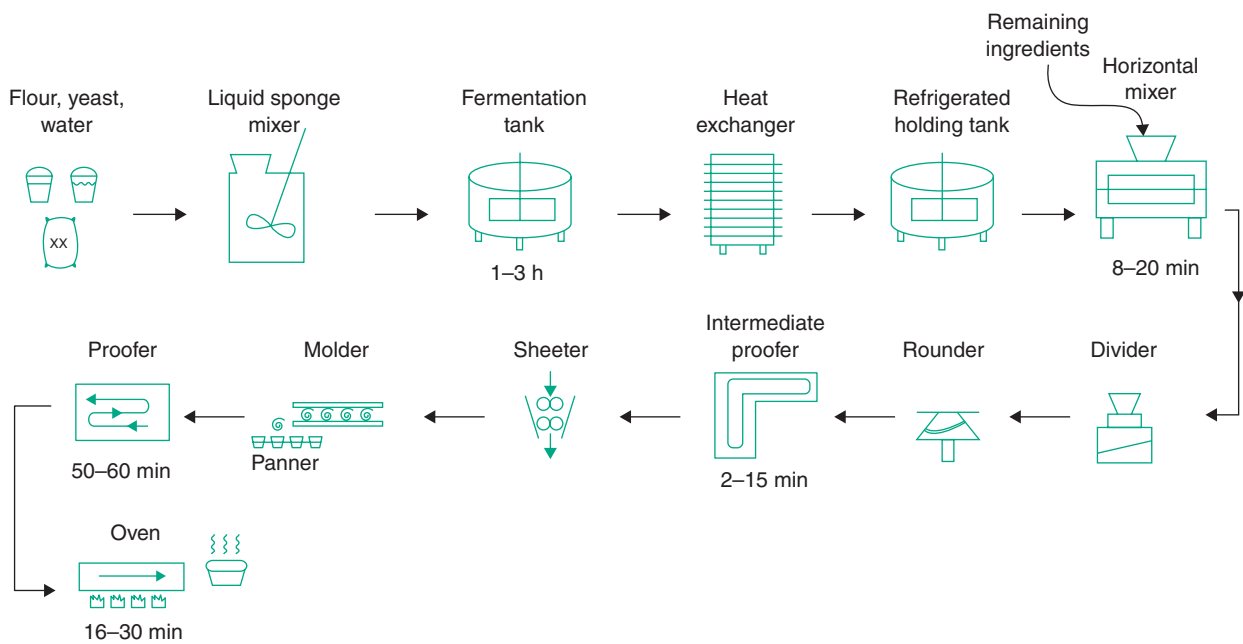 Remaining
ingredients
Flour, yeast,
water
Liquid sponge
mixer
Fermentation
tank
Heat
exchanger
Refrigerated
holding tank
Horizontal
mixer
xx
1–3 h
8–20 min
Proofer
Molder
Sheeter
Intermediate
proofer
Rounder
Divider
Panner
50–60 min
2–15 min
Oven
16–30 min